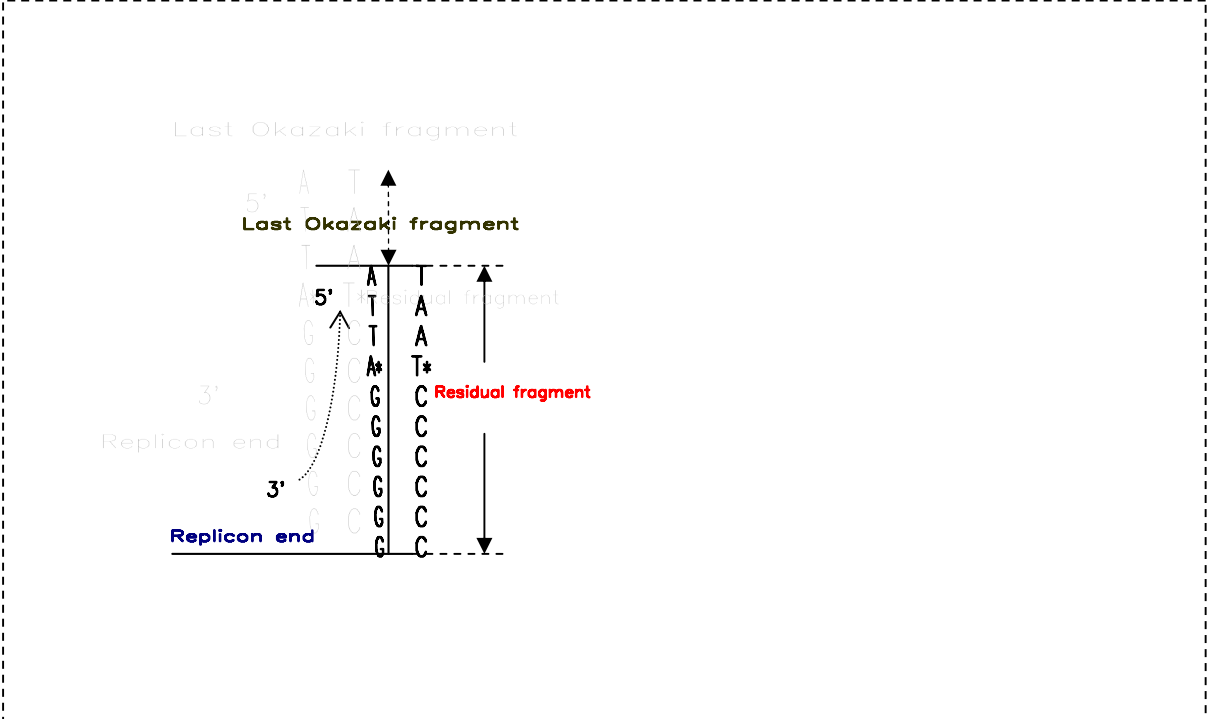 Last Okazaki fragment
A T
5'
T A
Last Okazaki fragment
T A
A T
A* T*Residual fragment
5'
T A
G C
T A
G C
A* T*
3'
Residual fragment
G C
G C
G C
Replicon end
G C
G C
G C
3'
G C
G C
G C
Replicon end
G C